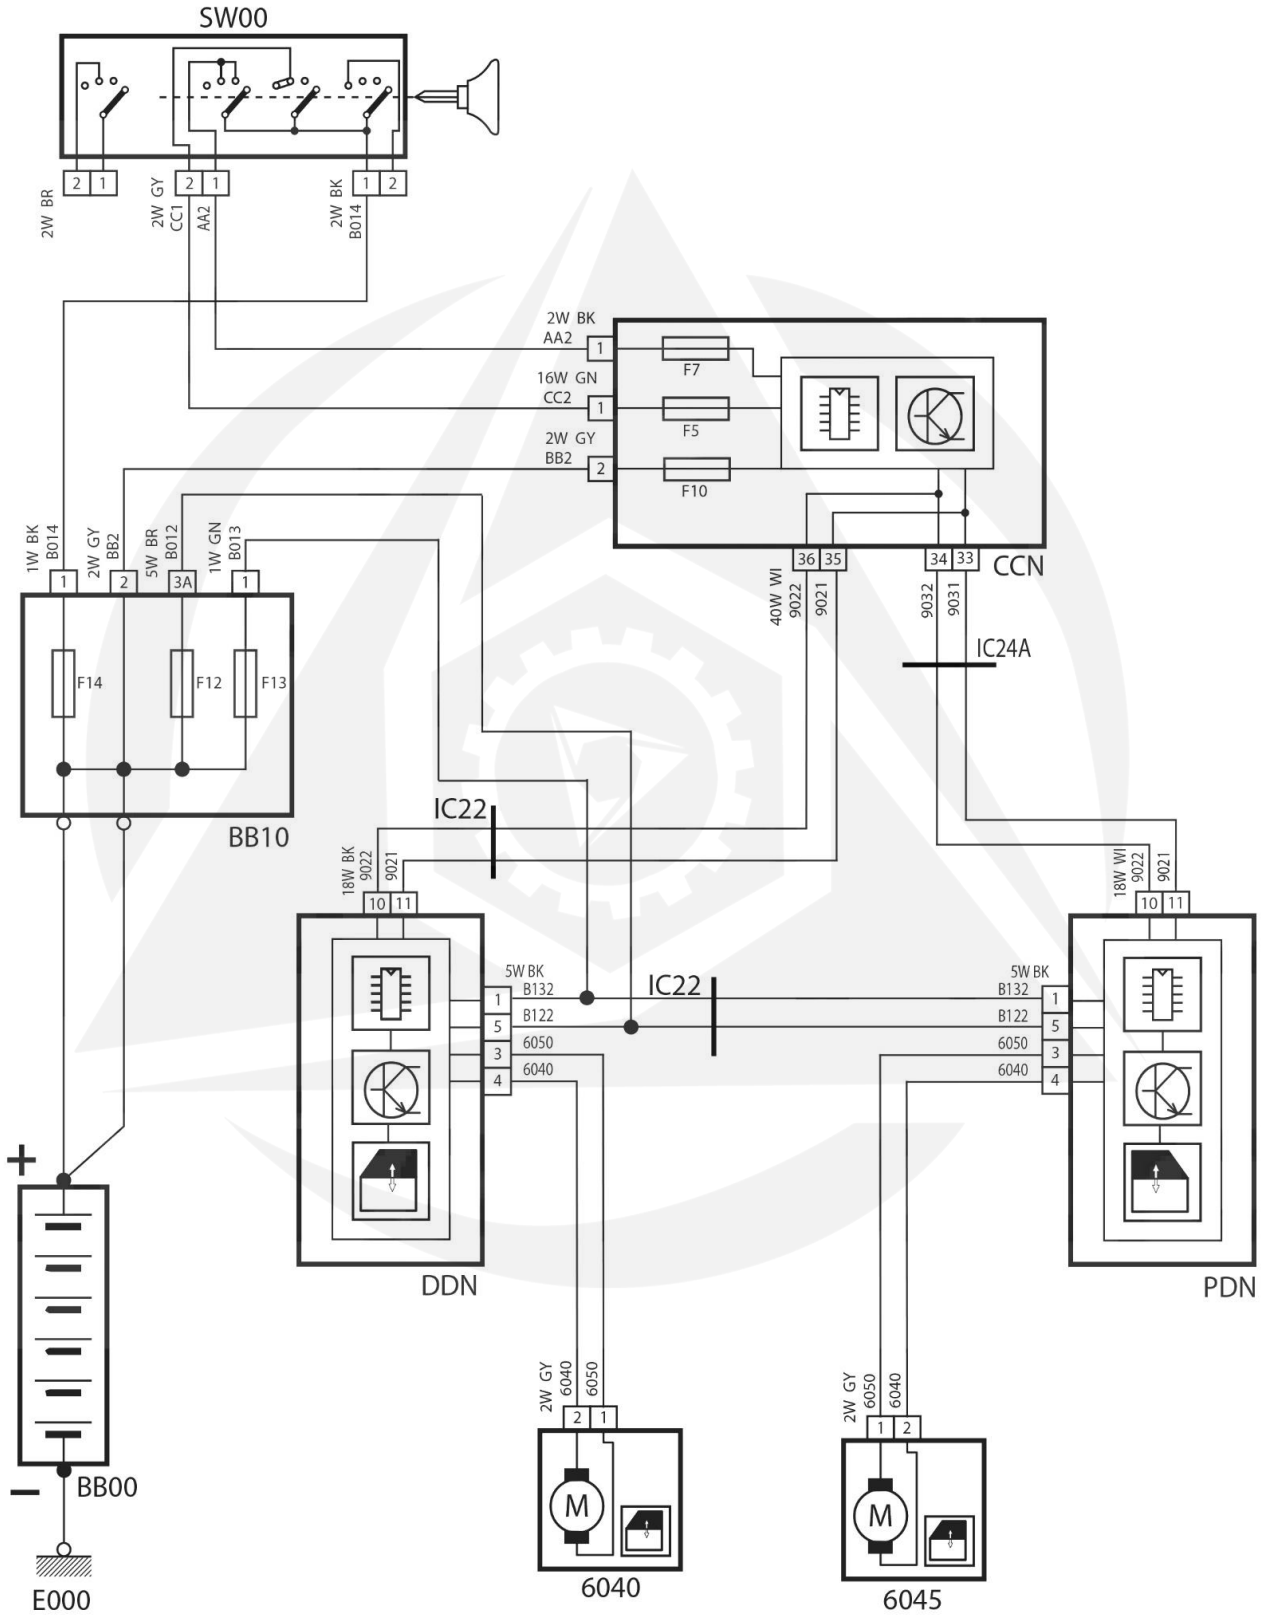 SW00
2 1
2 1
1 2
2W BR
2W GY
CC1
AA2
2W BK
B014
2W BK
AA2
1
F7
16W GN
CC2
1
F5
2W GY
BB2
2
F10
36 35
34 33
CCN
40W WI
9022
9021
9032
9031
IC24A
1W BK
B014
2W GY
BB2
5W BR
B012
1W GN
B013
1
2
3A
1
F14
F12
F13
BB10
IC22
18W BK
9022
9021
10 11
18W WI
9022
9021
10 11
5W BK
B132
1
B122
5
6050
3
6040
4
IC22
5W BK
B132
1
B122
5
6050
3
6040
4
DDN
PDN
+
−
BB00
E000
2W GY
6040
6050
2 1
M
6040
2W GY
6050
6040
1 2
M
6045